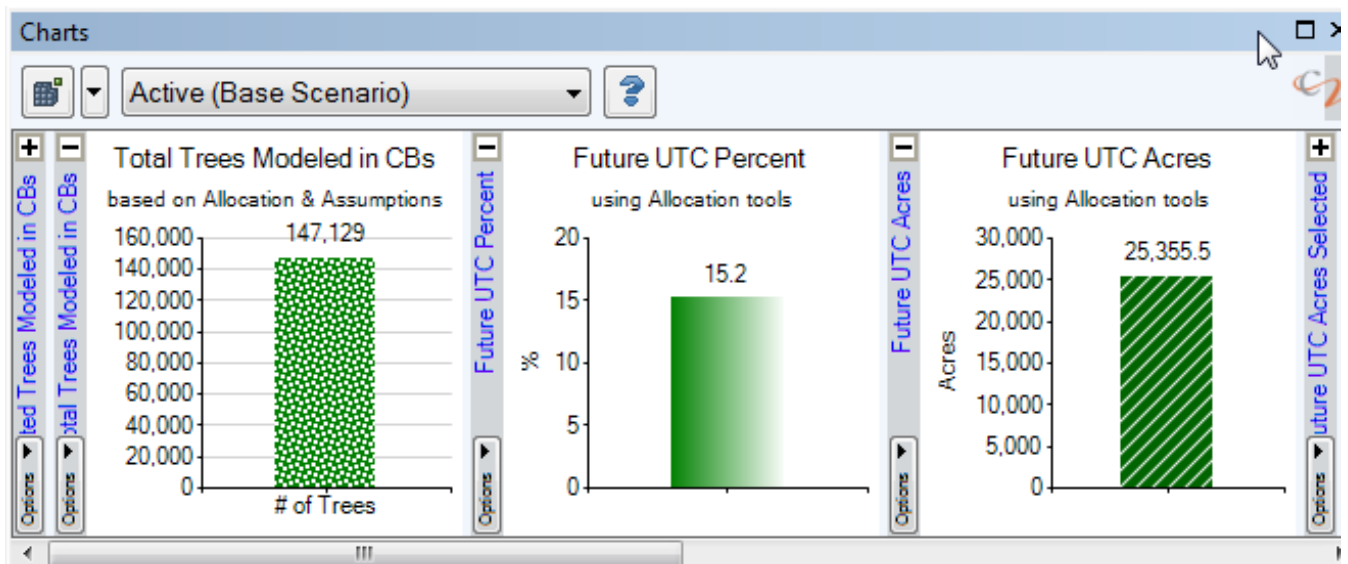 Charts
Active (Base Scenario)
ted Trees Modeled in CBs
Options
otal Trees Modeled in CBs
Options
Total Trees Modeled in CBs
based on Allocation & Assumptions
160,000
147,129
140,000
120,000
100,000
80,000
60,000
40,000
20,000
0
# of Trees
Future UTC Percent
Options
Future UTC Percent
using Allocation tools
20
15.2
15
%
10
5
0
Future UTC Acres
Options
Future UTC Acres
using Allocation tools
30,000
25,355.5
25,000
20,000
Acres
15,000
10,000
5,000
0
uture UTC Acres Selected
Options